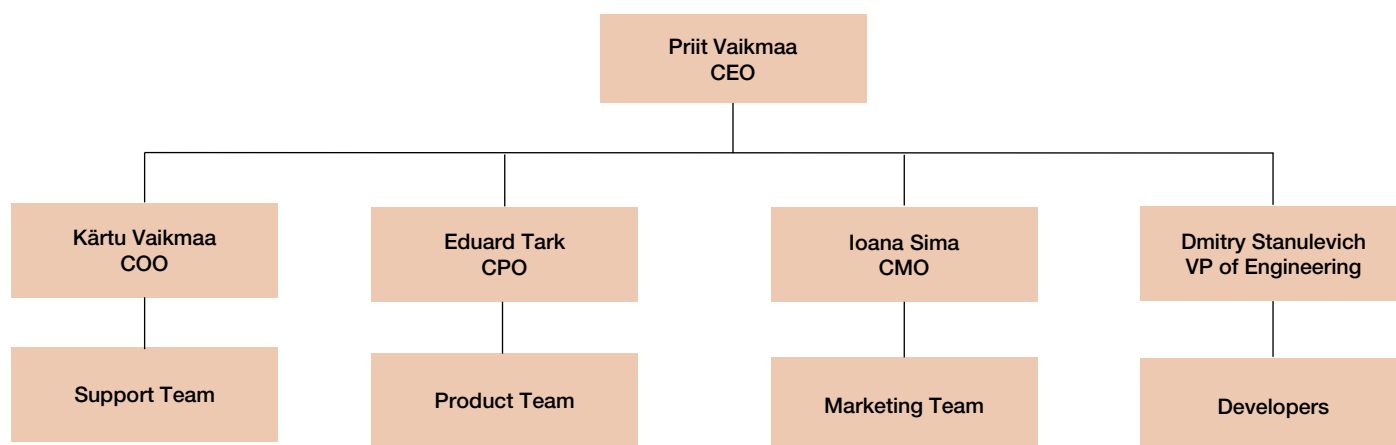 Priit Vaikmaa
CEO
Kärtu Vaikmaa
COO
Eduard Tark
CPO
Ioana Sima
CMO
Dmitry Stanulevich
VP of Engineering
Support Team
Product Team
Marketing Team
Developers